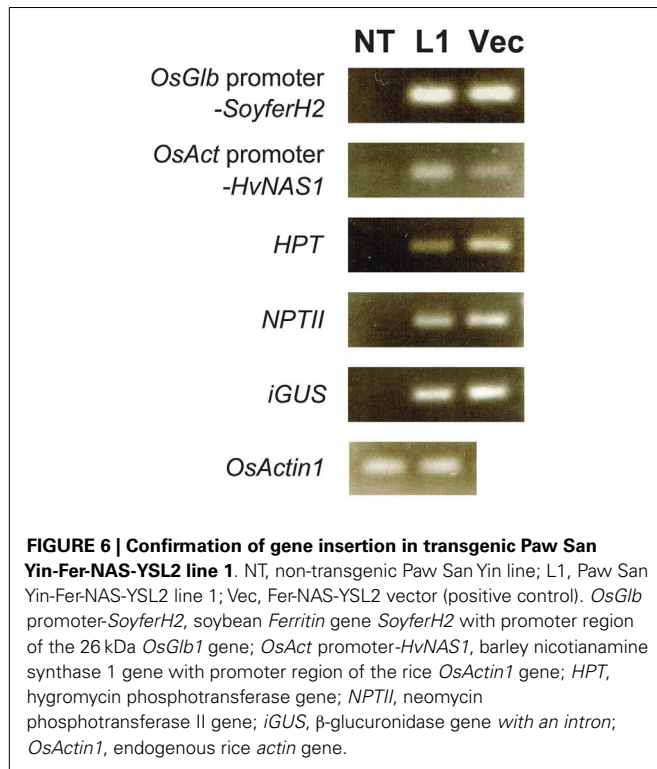 NT L1 Vec
OsGlb promoter
-SoyferH2
OsAct promoter
-HvNAS1
HPT
NPTII
iGUS
OsActin1
FIGURE 6 | Confirmation of gene insertion in transgenic Paw San
Yin-Fer-NAS-YSL2 line 1. NT, non-transgenic Paw San Yin line; L1, Paw San
Yin-Fer-NAS-YSL2 line 1; Vec, Fer-NAS-YSL2 vector (positive control). OsGlb
promoter-SoyferH2, soybean Ferritin gene SoyferH2 with promoter region
of the 26 kDa OsGlb1 gene; OsAct promoter-HvNAS1, barley nicotianamine
synthase 1 gene with promoter region of the rice OsActin1 gene; HPT,
hygromycin phosphotransferase gene; NPTII, neomycin
phosphotransferase II gene; iGUS, β-glucuronidase gene with an intron;
OsActin1, endogenous rice actin gene.